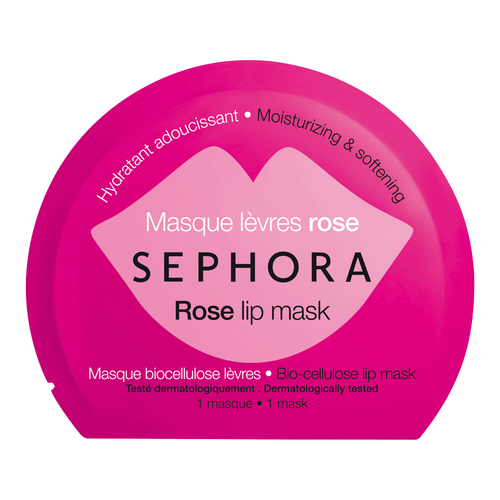 Hydratant adoucissant • Moisturizing & softening
Masque lèvres rose
SEPHORA
Rose lip mask
Masque biocellulose lèvres • Bio-cellulose lip mask
Testé dermatologiquement . Dermatologically tested
1 masque • 1 mask